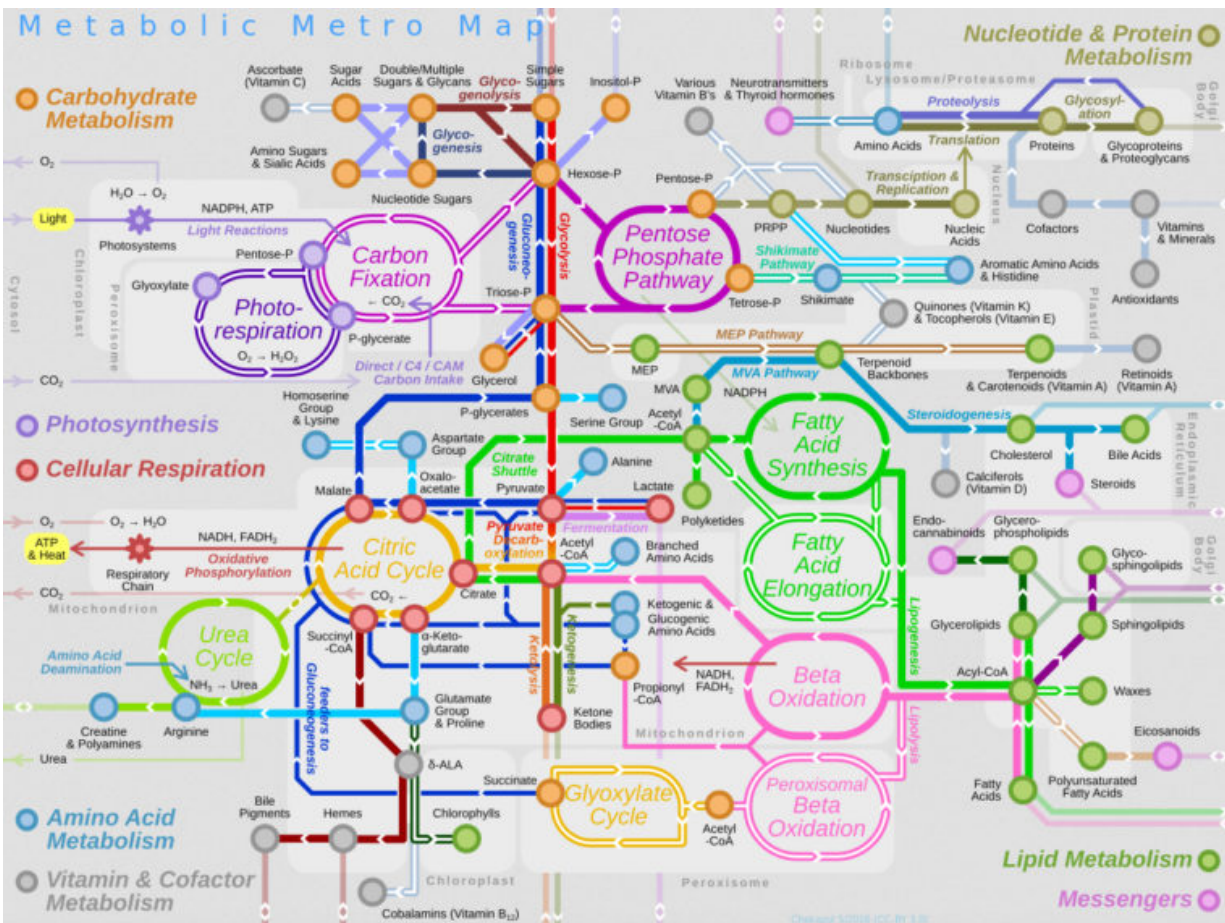 Metabolic Metro Map
Nucleotide & Protein
Metabolism
Carbohydrate
Metabolism
Ascorbate
(Vitamin C)
Sugar
Acids
Double/Multiple
Sugars & Glycans
Glyco-
genolysis
Simple
Sugars
Inositol-P
Various
Vitamin B's
Neurotransmitters
& Thyroid hormones
Ribosome
Lysosome/Proteasome
Proteolysis
Glycosyl-
ation
Golgi
Body
Glyco-
genesis
Amino Sugars
& Sialic Acids
Nucleotide Sugars
Hexose-P
Amino Acids
Translation
Proteins
Glycoproteins
& Proteoglycans
O₂
H₂O → O₂
Light
NADPH, ATP
Light Reactions
Photosystems
Pentose-P
Transciption &
Replication
PRPP
Nucleotides
Nucleic
Acids
Nucleus
Cofactors
Vitamins
& Minerals
Pentose-P
Carbon
Fixation
← CO₂
Gluconeo-
genesis
Glycolysis
Pentose
Phosphate
Pathway
Shikimate
Pathway
Tetrose-P
Shikimate
Aromatic Amino Acids
& Histidine
Antioxidants
Cytosol
Chloroplast
Peroxisome
Glyoxylate
Photo-
respiration
O₂ → H₂O₂
P-glycerate
Triose-P
Quinones (Vitamin K)
& Tocopherols (Vitamin E)
Plastid
Direct / C4 / CAM
Carbon Intake
CO₂
Glycerol
MEP Pathway
MEP
MVA Pathway
Terpenoid
Backbones
Terpenoids
& Carotenoids (Vitamin A)
Retinoids
(Vitamin A)
Photosynthesis
Homoserine
Group
& Lysine
P-glycerates
Serine Group
MVA
NADPH
Acetyl
-CoA
Fatty
Acid
Synthesis
Steroidogenesis
Cholesterol
Bile Acids
Endoplasmic
Reticulum
Cellular Respiration
Aspartate
Group
Oxalo-
acetate
Citrate
Shuttle
Alanine
Malate
Pyruvate
Lactate
Polyketides
Calciferols
(Vitamin D)
Steroids
O₂
O₂ → H₂O
ATP
& Heat
NADH, FADH₂
Oxidative
Phosphorylation
Respiratory
Chain
CO₂
Mitochondrion
Citric
Acid Cycle
CO₂ ←
Pyruvate
Decarb-
oxylation
Fermentation
Acetyl
-CoA
Branched
Amino Acids
Citrate
Fatty
Acid
Elongation
Endo-
cannabinoids
Glycero-
phospholipids
Glyco-
sphingolipids
Golgi
Body
Urea
Cycle
NH₃ → Urea
Amino Acid
Deamination
Succinyl
-CoA
α-Keto-
glutarate
Ketogenic &
Glucogenic
Amino Acids
Ketolysis
Ketogenesis
Propionyl
-CoA
NADH,
FADH₂
Beta
Oxidation
Lipogenesis
Glycerolipids
Sphingolipids
Acyl-CoA
Waxes
Creatine
& Polyamines
Arginine
feeders to
Gluconeogenesis
Glutamate
Group
& Proline
Ketone
Bodies
Mitochondrion
Lipolysis
Eicosanoids
Urea
δ-ALA
Succinate
Glyoxylate
Cycle
Acetyl
-CoA
Peroxisomal
Beta
Oxidation
Fatty
Acids
Polyunsaturated
Fatty Acids
Amino Acid
Metabolism
Bile
Pigments
Hemes
Chlorophylls
Vitamin & Cofactor
Metabolism
Chloroplast
Cobalamins (Vitamin B₁₂)
Peroxisome
Lipid Metabolism
Messengers